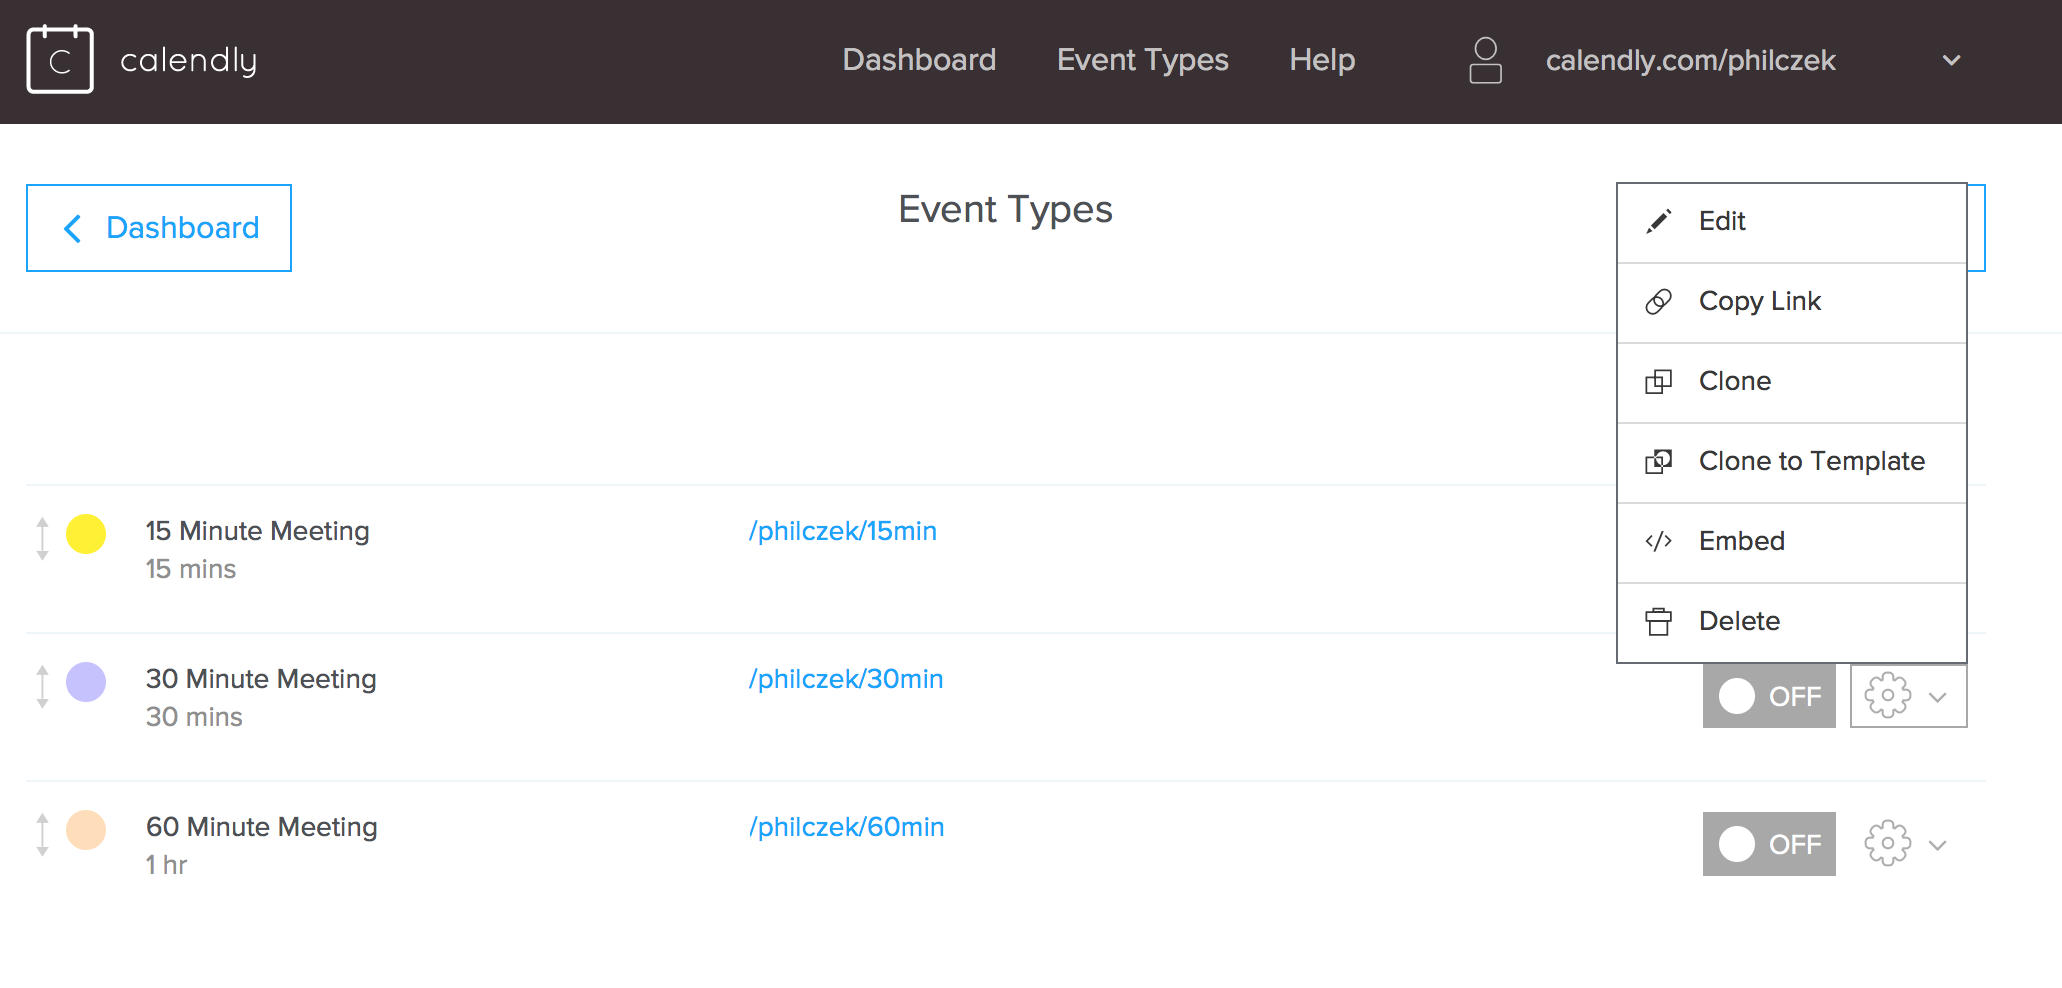 C calendly
Dashboard
Event Types
Help
calendly.com/philczek
Dashboard
Event Types
Edit
Copy Link
Clone
Clone to Template
Embed
Delete
15 Minute Meeting
/philczek/15min
15 mins
30 Minute Meeting
/philczek/30min
OFF
30 mins
60 Minute Meeting
/philczek/60min
OFF
1 hr